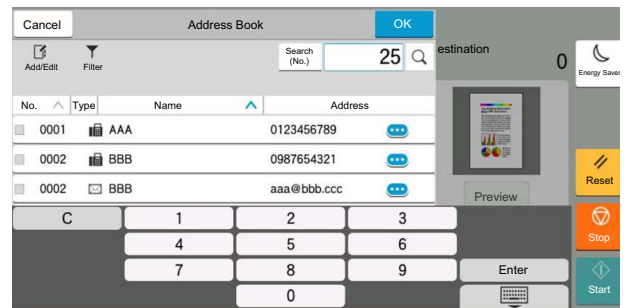 Cancel Address Book OK
Add/Edit Filter Search (No.) 25 estination 0
Energy Saver
No. Type Name Address
0001 AAA 0123456789
0002 BBB 0987654321
0002 BBB aaa@bbb.ccc
Preview
Reset
C 1 2 3
Stop
4 5 6
7 8 9 Enter
Start
0